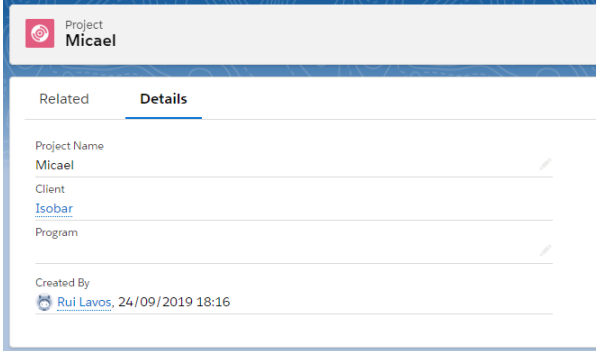 Project
Micael
Related Details
Project Name
Micael
Client
Isobar
Program
Created By
Rui Lavos, 24/09/2019 18:16